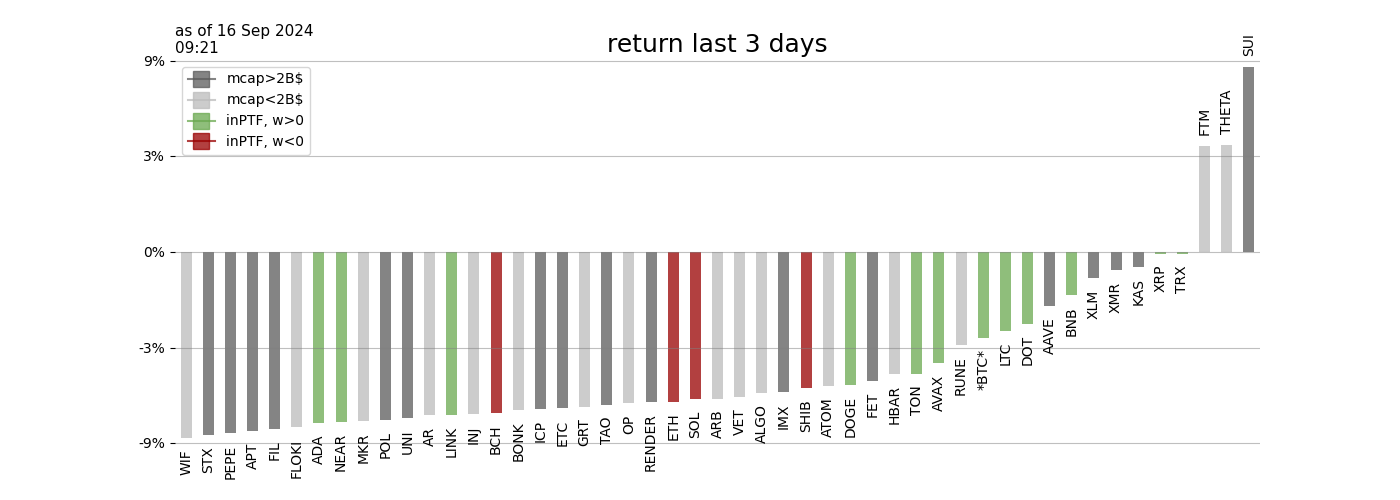 as of 16 Sep 2024
09:21
return last 3 days
9%
3%
0%
-3%
-9%
mcap>2B$
mcap<2B$
inPTF, w>0
inPTF, w<0
WIF
STX
PEPE
APT
FIL
FLOKI
ADA
NEAR
MKR
POL
UNI
AR
LINK
INJ
BCH
BONK
ICP
ETC
GRT
TAO
OP
RENDER
ETH
SOL
ARB
VET
ALGO
IMX
SHIB
ATOM
DOGE
FET
HBAR
TON
AVAX
RUNE
*BTC*
LTC
DOT
AAVE
BNB
XLM
XMR
KAS
XRP
TRX
FTM
THETA
SUI